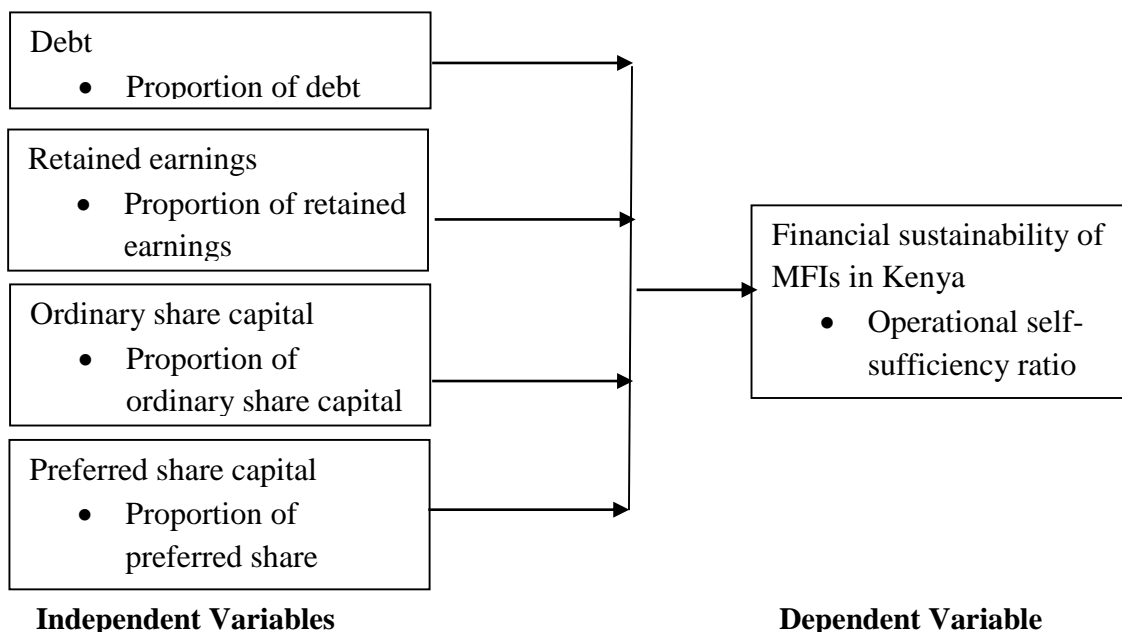 Debt
• Proportion of debt
Retained earnings
• Proportion of retained
earnings
Ordinary share capital
• Proportion of
ordinary share capital
Preferred share capital
• Proportion of
preferred share
Independent Variables
Financial sustainability of
MFIs in Kenya
• Operational self-
sufficiency ratio
Dependent Variable